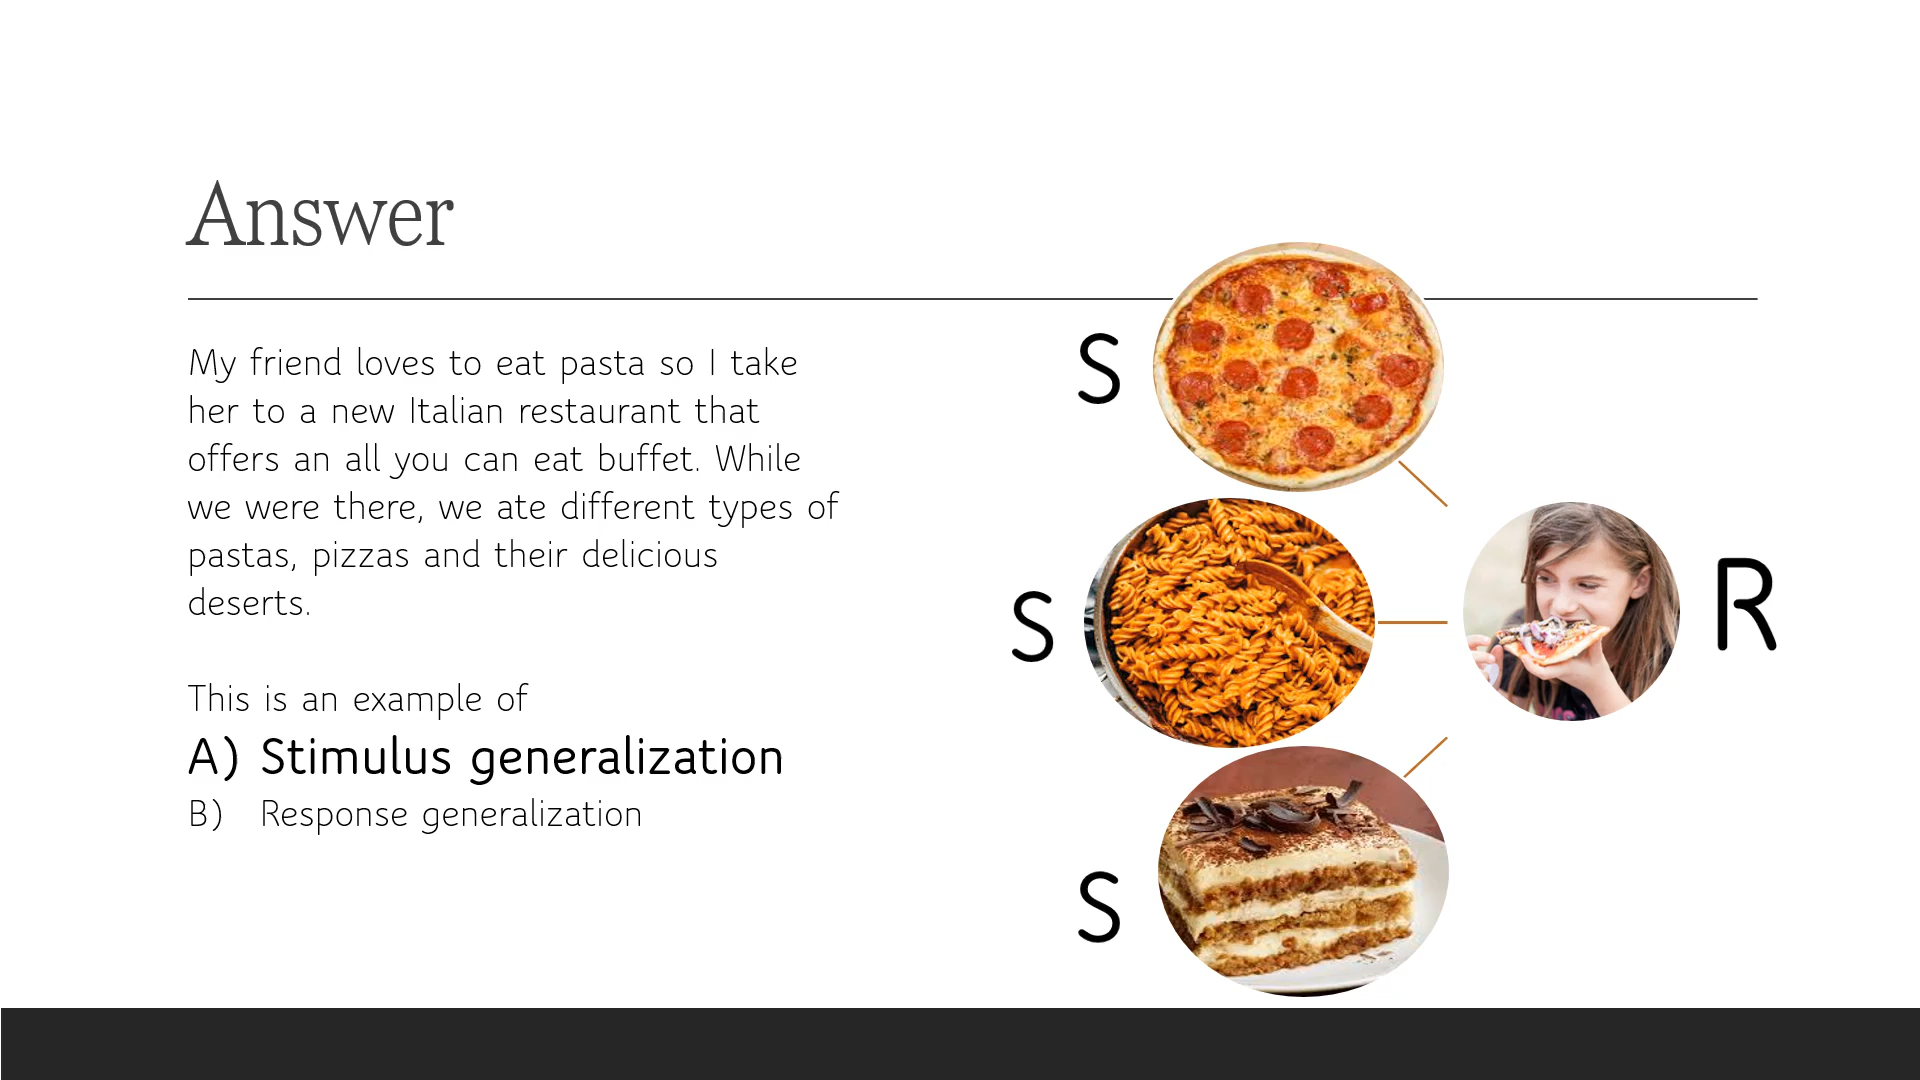 Answer
My friend loves to eat pasta so I take
her to a new Italian restaurant that
offers an all you can eat buffet. While
we were there, we ate different types of
pastas, pizzas and their delicious
deserts.
This is an example of
A) Stimulus generalization
B) Response generalization
S
S
S
R